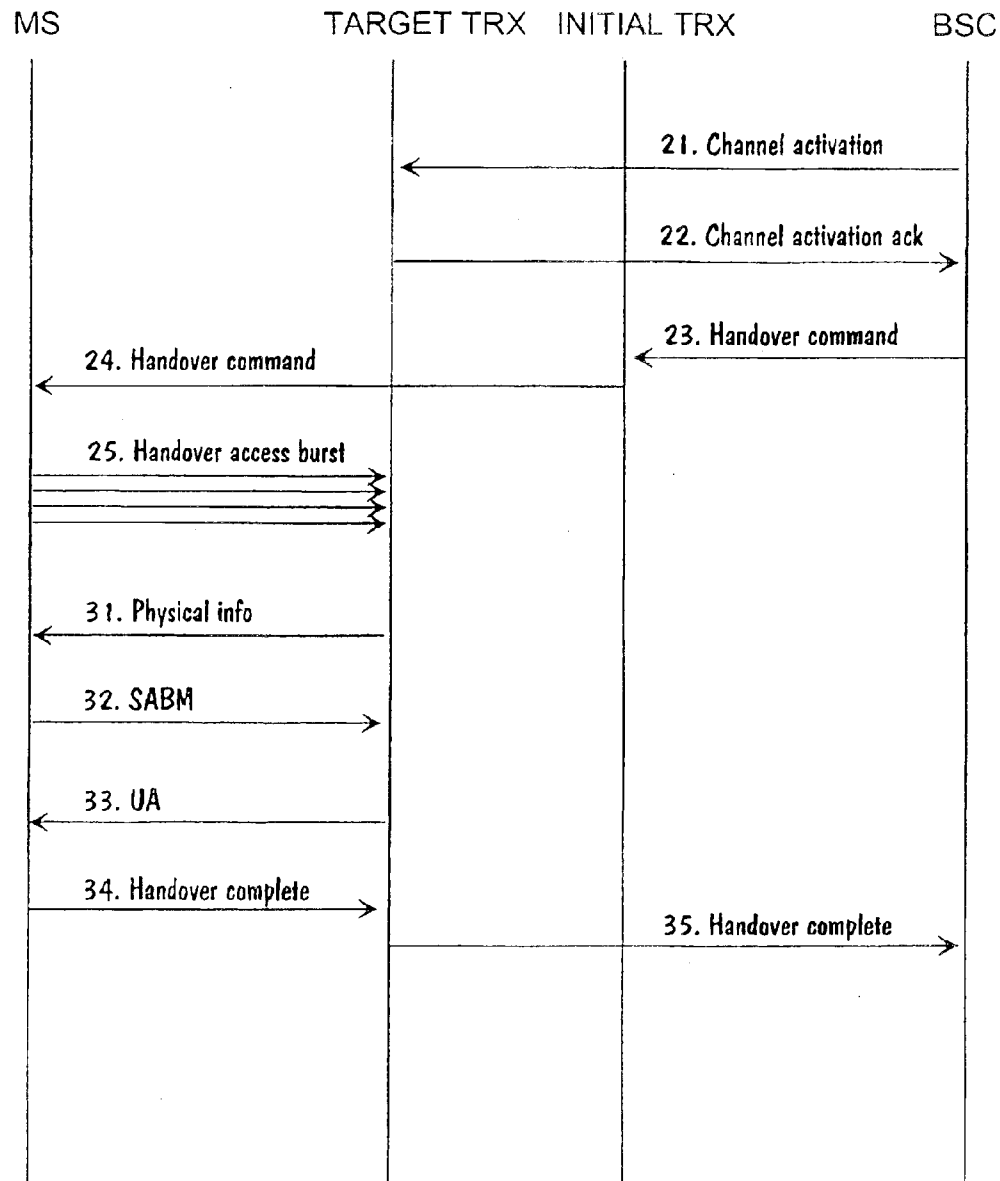 MS TARGET TRX INITIAL TRX BSC
21. Channel activation
22. Channel activation ack
23. Handover command
24. Handover command
25. Handover access burst
31. Physical info
32. SABM
33. UA
34. Handover complete
35. Handover complete